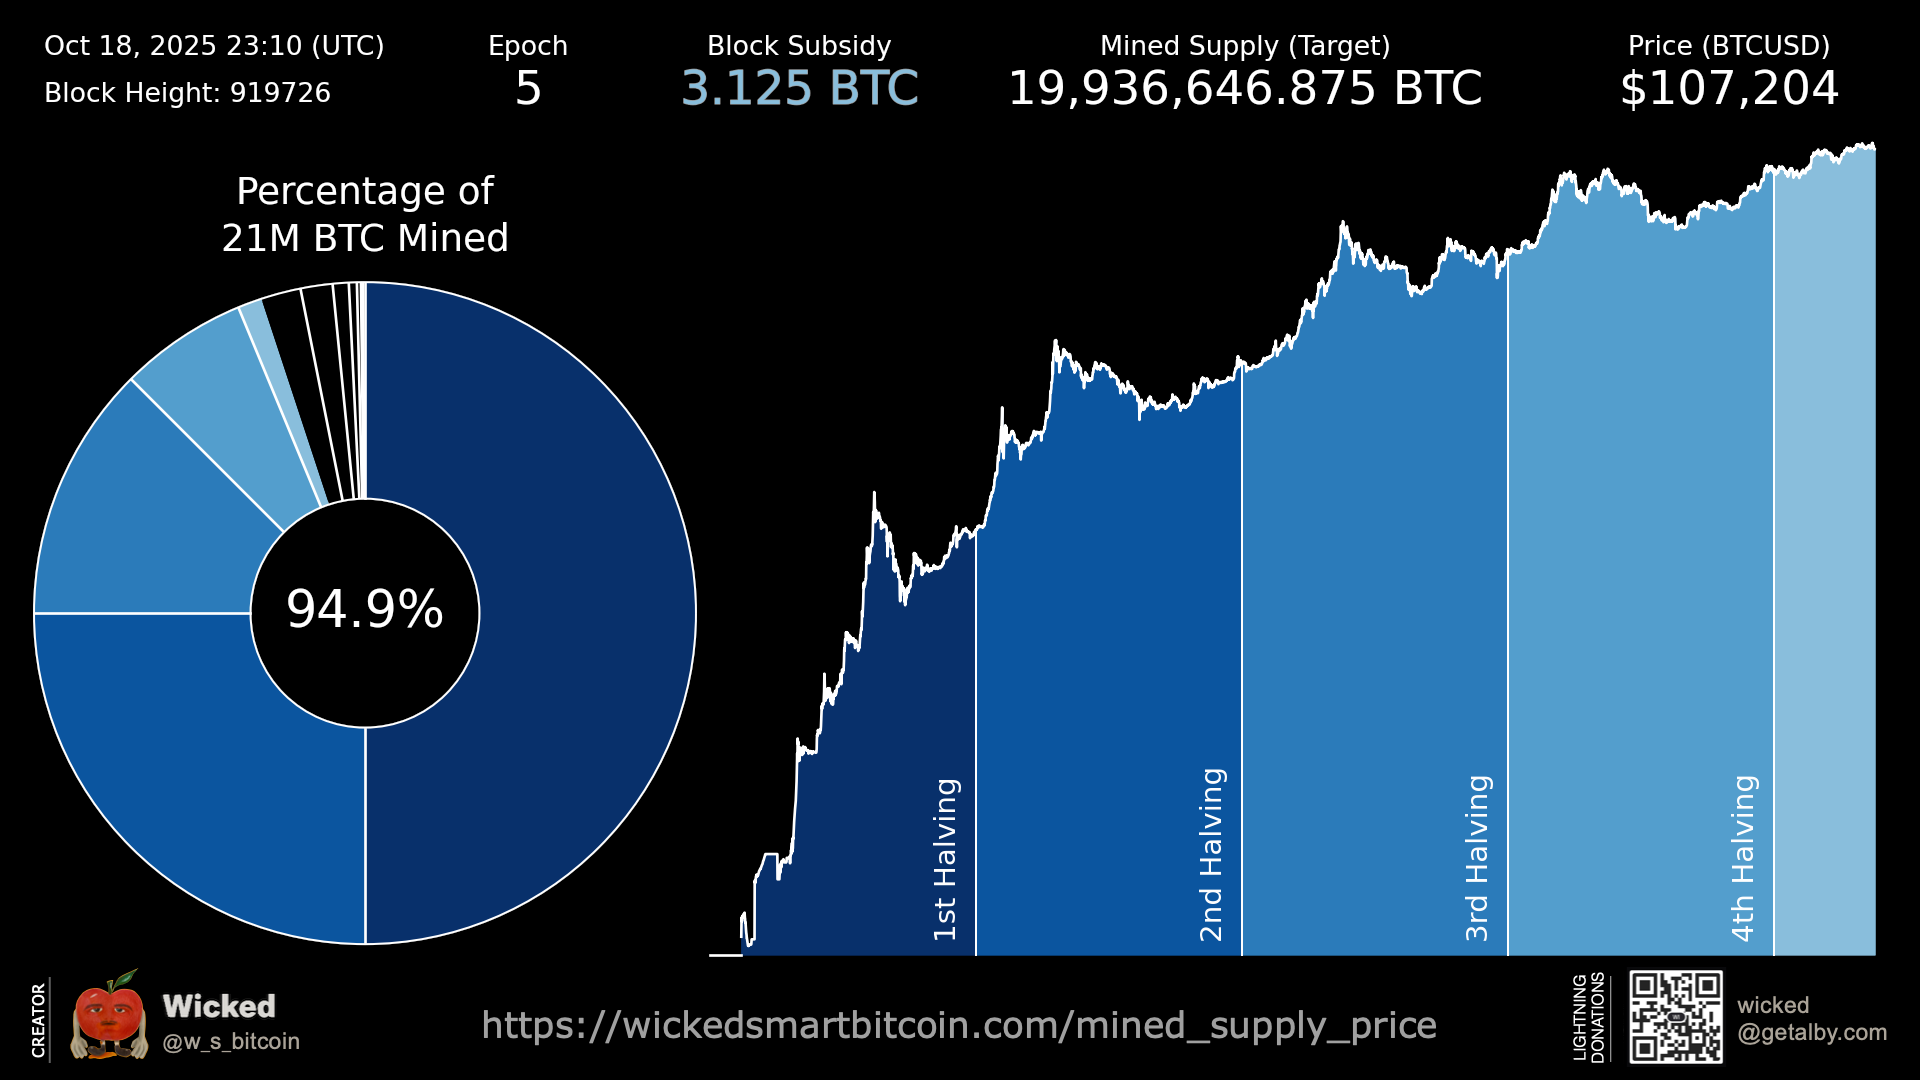 Oct 18, 2025 23:10 (UTC)
Block Height: 919726
Epoch
5
Block Subsidy
3.125 BTC
Mined Supply (Target)
19,936,646.875 BTC
Price (BTCUSD)
$107,204
Percentage of
21M BTC Mined
94.9%
1st Halving
2nd Halving
3rd Halving
4th Halving
CREATOR
Wicked
@w_s_bitcoin
https://wickedsmartbitcoin.com/mined_supply_price
LIGHTNING
DONATIONS
wicked
@getalby.com